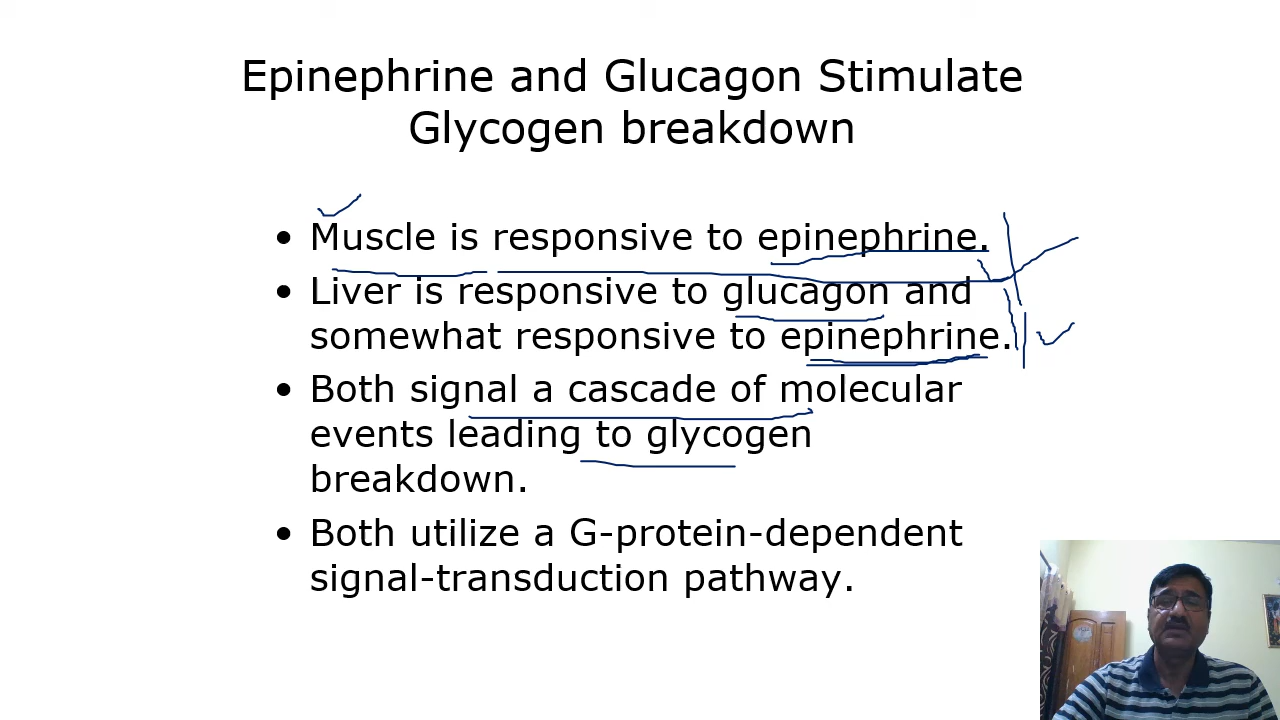 Epinephrine and Glucagon Stimulate
Glycogen breakdown
• Muscle is responsive to epinephrine.
• Liver is responsive to glucagon and
somewhat responsive to epinephrine.
• Both signal a cascade of molecular
events leading to glycogen
breakdown.
• Both utilize a G-protein-dependent
signal-transduction pathway.